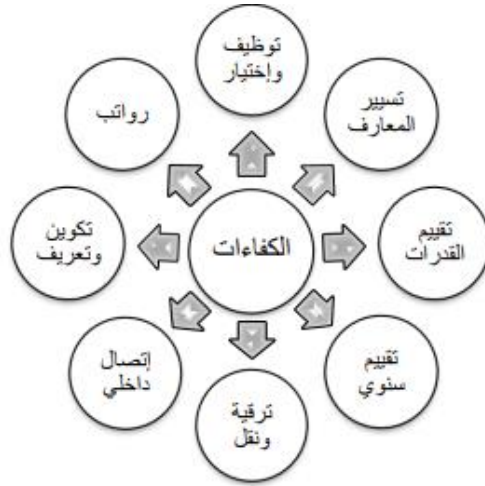 توظيف
وإختيار
تسيير
المعارف
تقييم
القدرات
تقييم
سنوي
ترقية
ونقل
إتصال
داخلي
تكوين
وتعريف
رواتب
الكفاءات